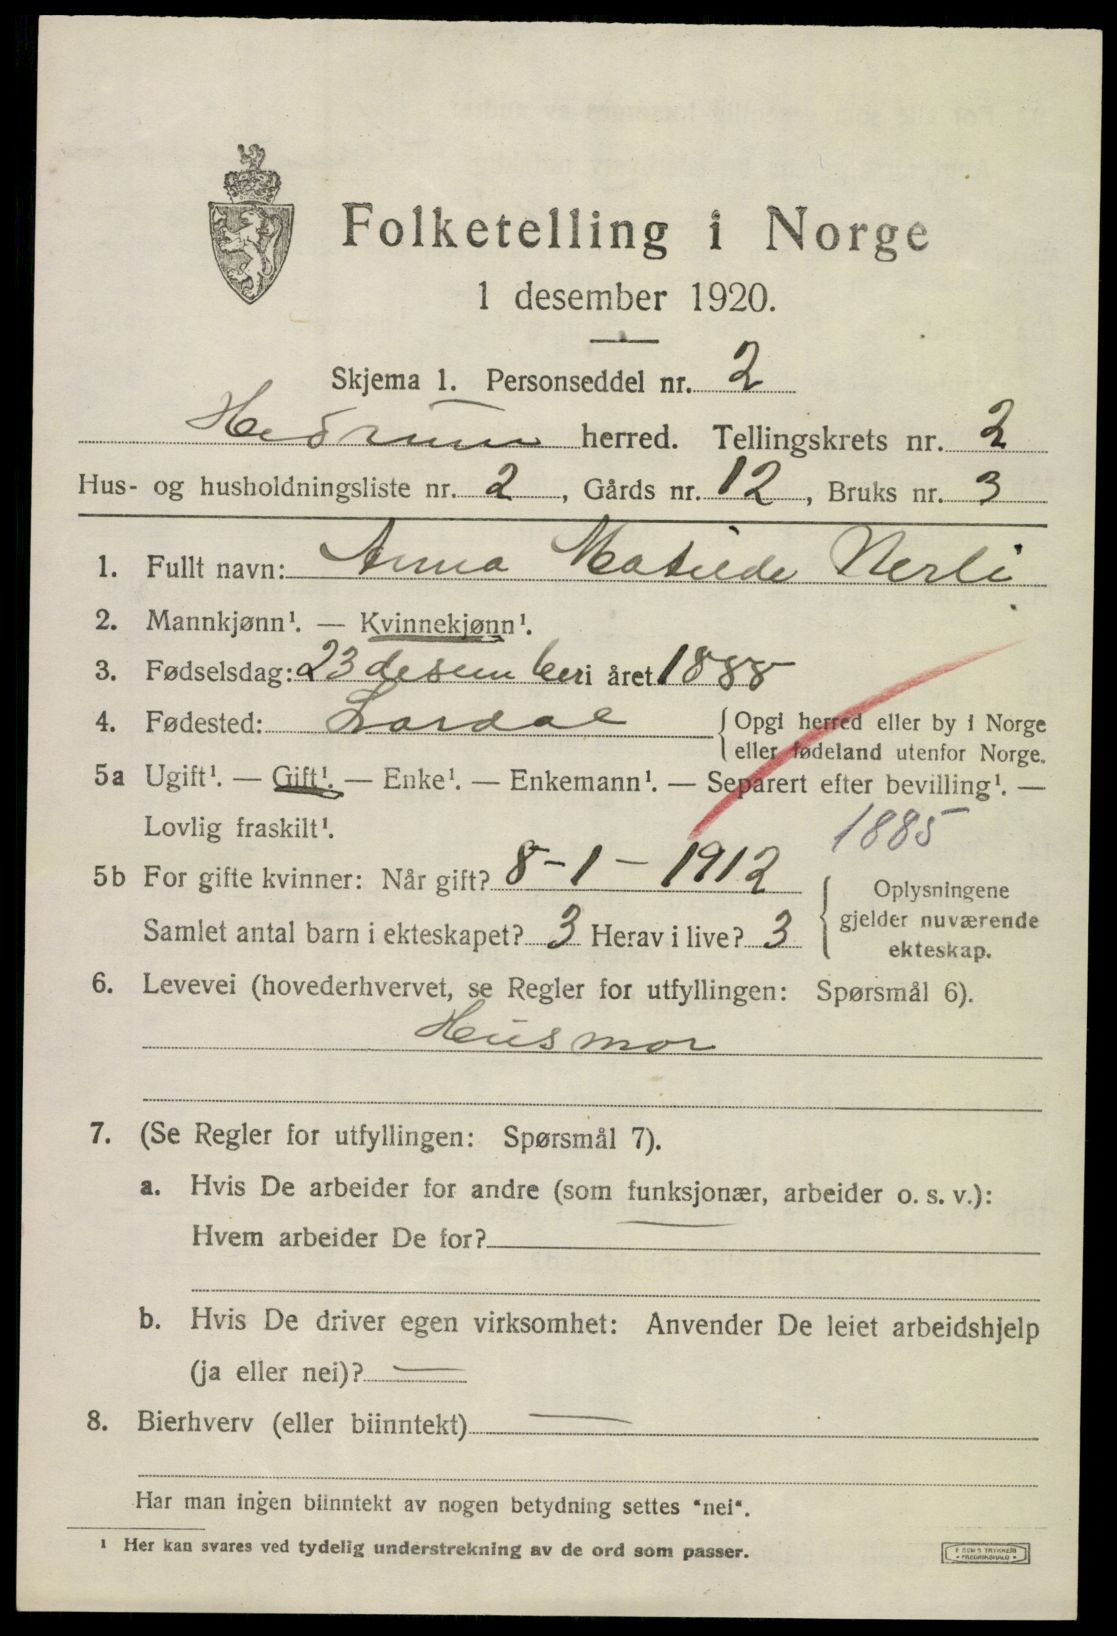 Folketelling i Norge
1 desember 1920.
Skjema 1. Personseddel nr. 2
Hedrum herred. Tellingskrets nr. 2
Hus- og husholdningsliste nr. 2, Gårds nr. 12, Bruks nr. 3
1. Fullt navn: Anna Matilde Nerli
2. Mannkjønn¹. — Kvinnekjønn¹.
3. Fødselsdag: 23 desember i året 1888
4. Fødested: Lardal {Opgi herred eller by i Norge
eller fødeland utenfor Norge.
5a Ugift¹. — Gift¹. — Enke¹. — Enkemann¹. — Separert efter bevilling¹. —
Lovlig fraskilt¹.
1885
5b For gifte kvinner: Når gift? 8-1-1912 { Oplysningene
gjelder nuværende
ekteskap.
Samlet antal barn i ekteskapet? 3 Herav i live? 3
6. Levevei (hovederhvervet, se Regler for utfyllingen: Spørsmål 6).
Husmor
7. (Se Regler for utfyllingen: Spørsmål 7).
a. Hvis De arbeider for andre (som funksjonær, arbeider o. s. v.):
Hvem arbeider De for?
b. Hvis De driver egen virksomhet: Anvender De leiet arbeidshjelp
(ja eller nei)? —
8. Bierhverv (eller biinntekt) —
Har man ingen biinntekt av nogen betydning settes "nei".
¹ Her kan svares ved tydelig understrekning av de ord som passer.